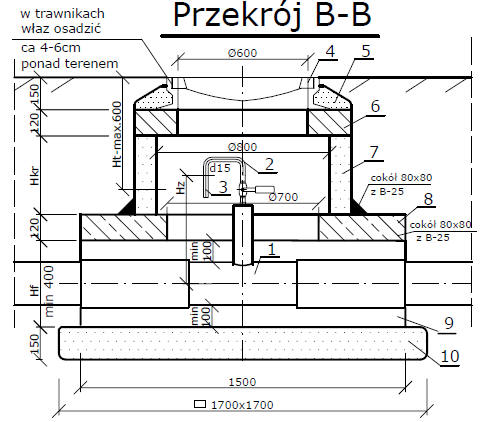 Przekrój B-B
w trawnikach
właz osadzić
ca 4-6cm
ponad terenem
Ø600
4
5
150
6
120
Ht-max.600
Ø800
7
d15
2
Hkr
Hz
3
cokół 80x80
z B-25
Ø700
8
120
cokół 80x80
z B-25
min
100
1
Hf
min 400
min
100
9
150
10
1500
1700x1700